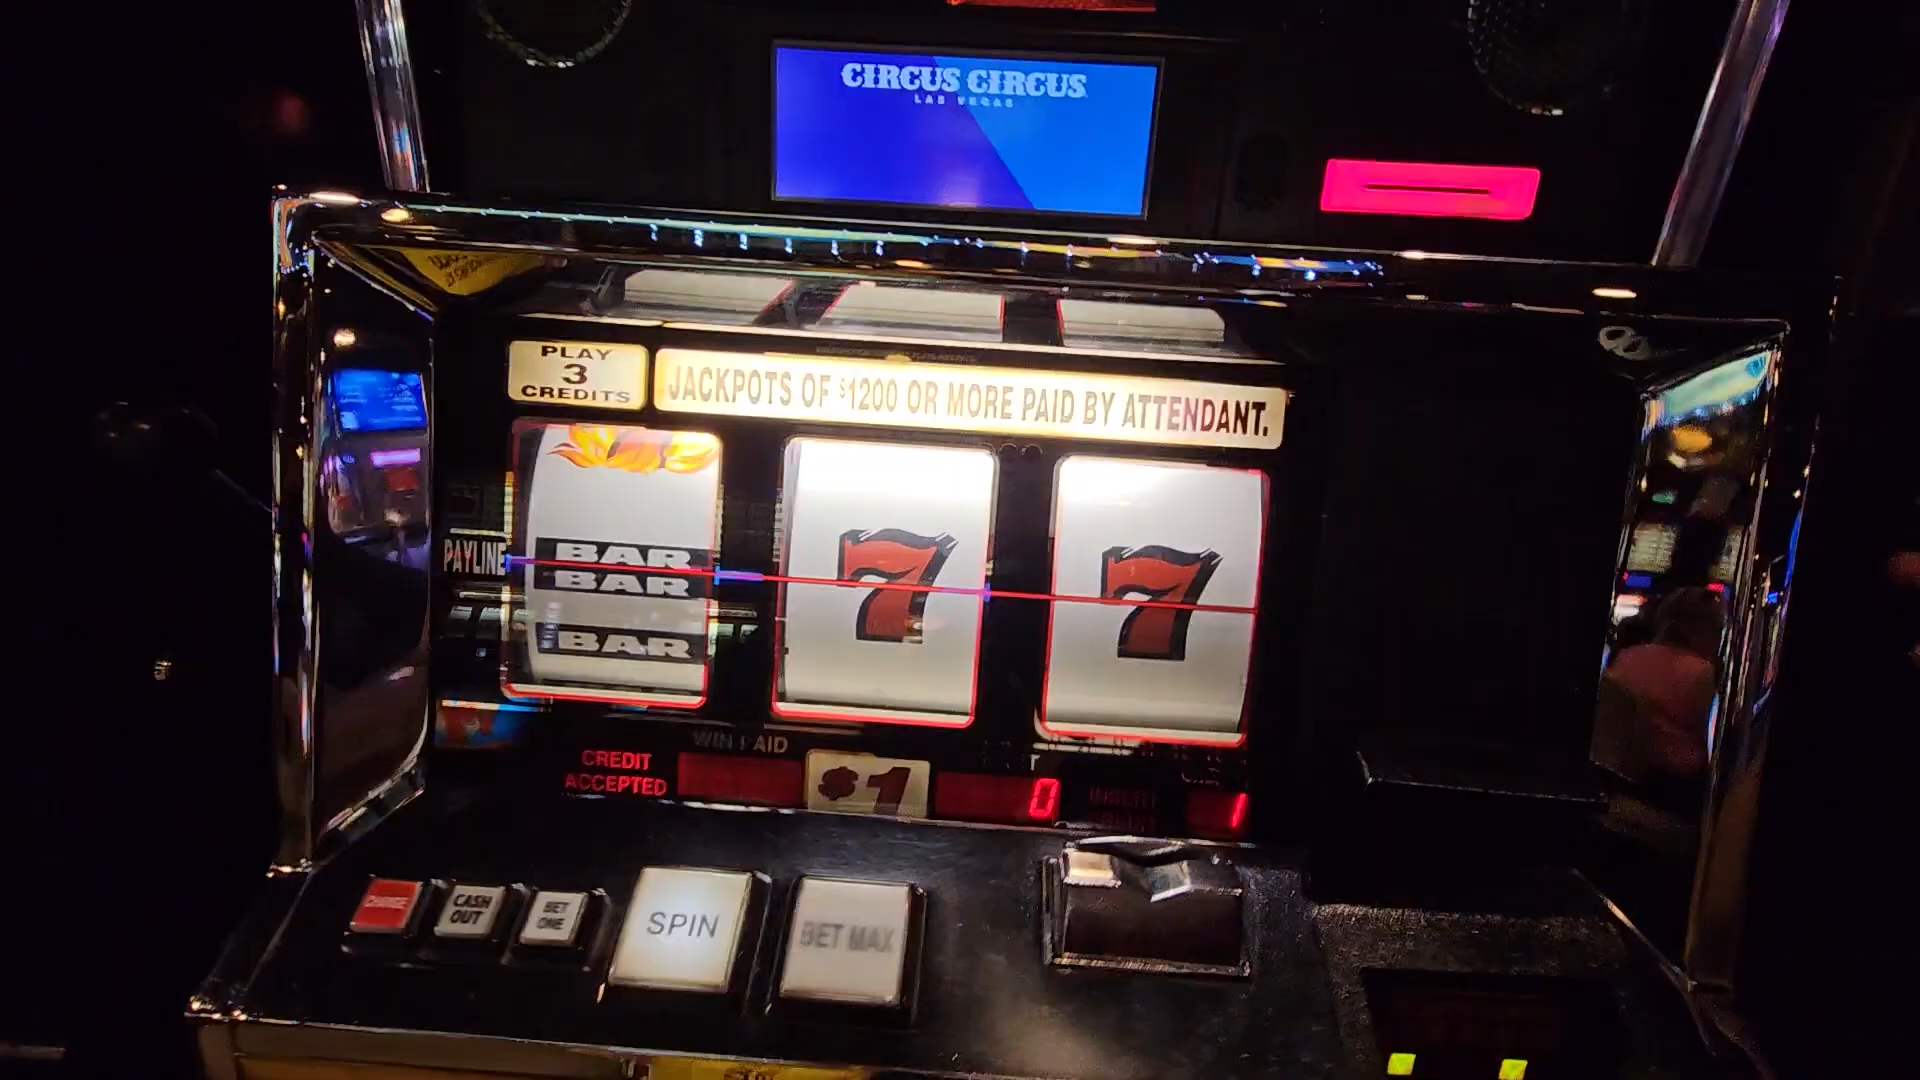 CIRCUS CIRCUS
LAS VEGAS
PLAY
3
CREDITS
JACKPOTS OF $1200 OR MORE PAID BY ATTENDANT.
PAYLINE
BAR
BAR
BAR
7
7
WIN PAID
CREDIT
ACCEPTED
$1
0
1
CHANGE
CASH
OUT
BET
ONE
SPIN
BET MAX